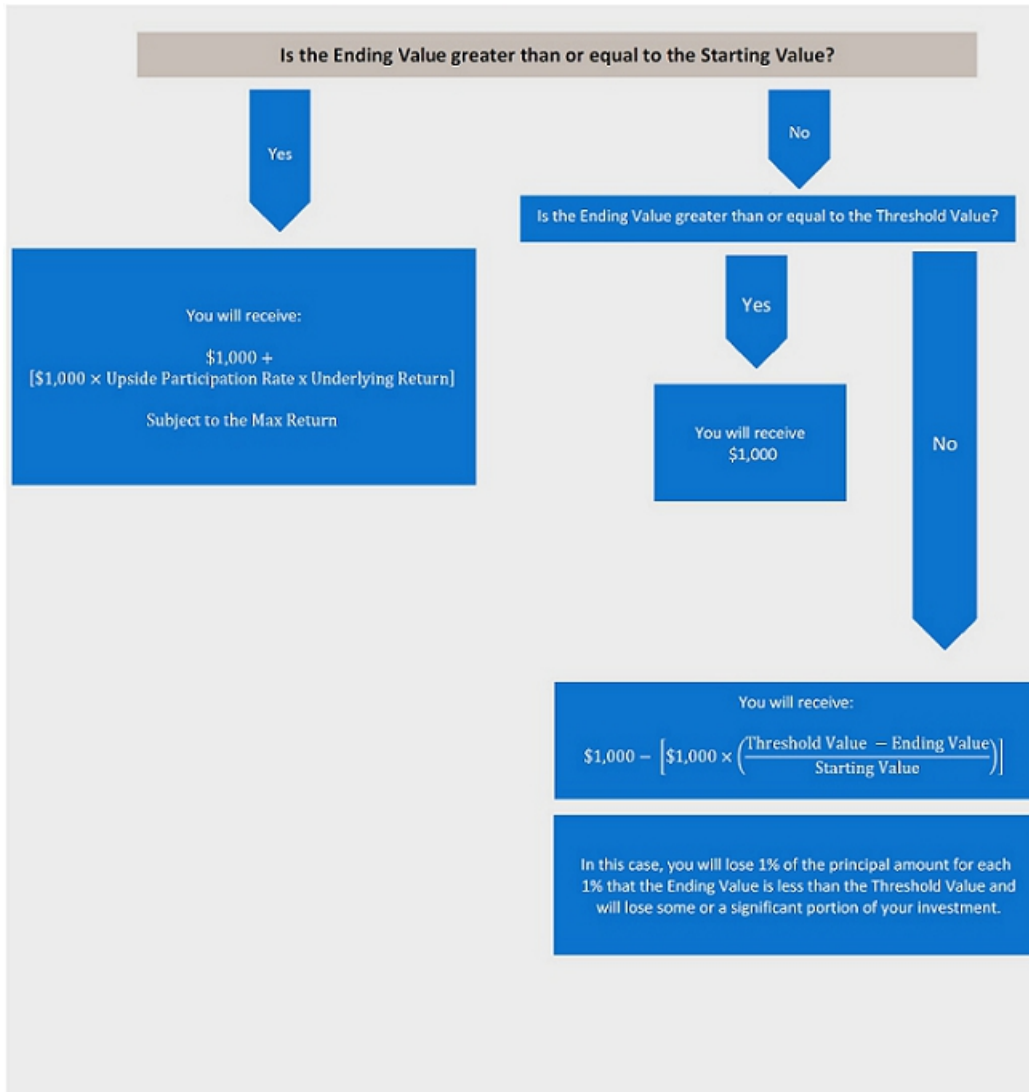 Is the Ending Value greater than or equal to the Starting Value?
Yes
No
Is the Ending Value greater than or equal to the Threshold Value?
You will receive:
$1,000 +
[$1,000 × Upside Participation Rate x Underlying Return]
Subject to the Max Return
Yes
You will receive
$1,000
No
You will receive:
$1,000 − [$1,000 × (Threshold Value − Ending Value
Starting Value)]
In this case, you will lose 1% of the principal amount for each
1% that the Ending Value is less than the Threshold Value and
will lose some or a significant portion of your investment.